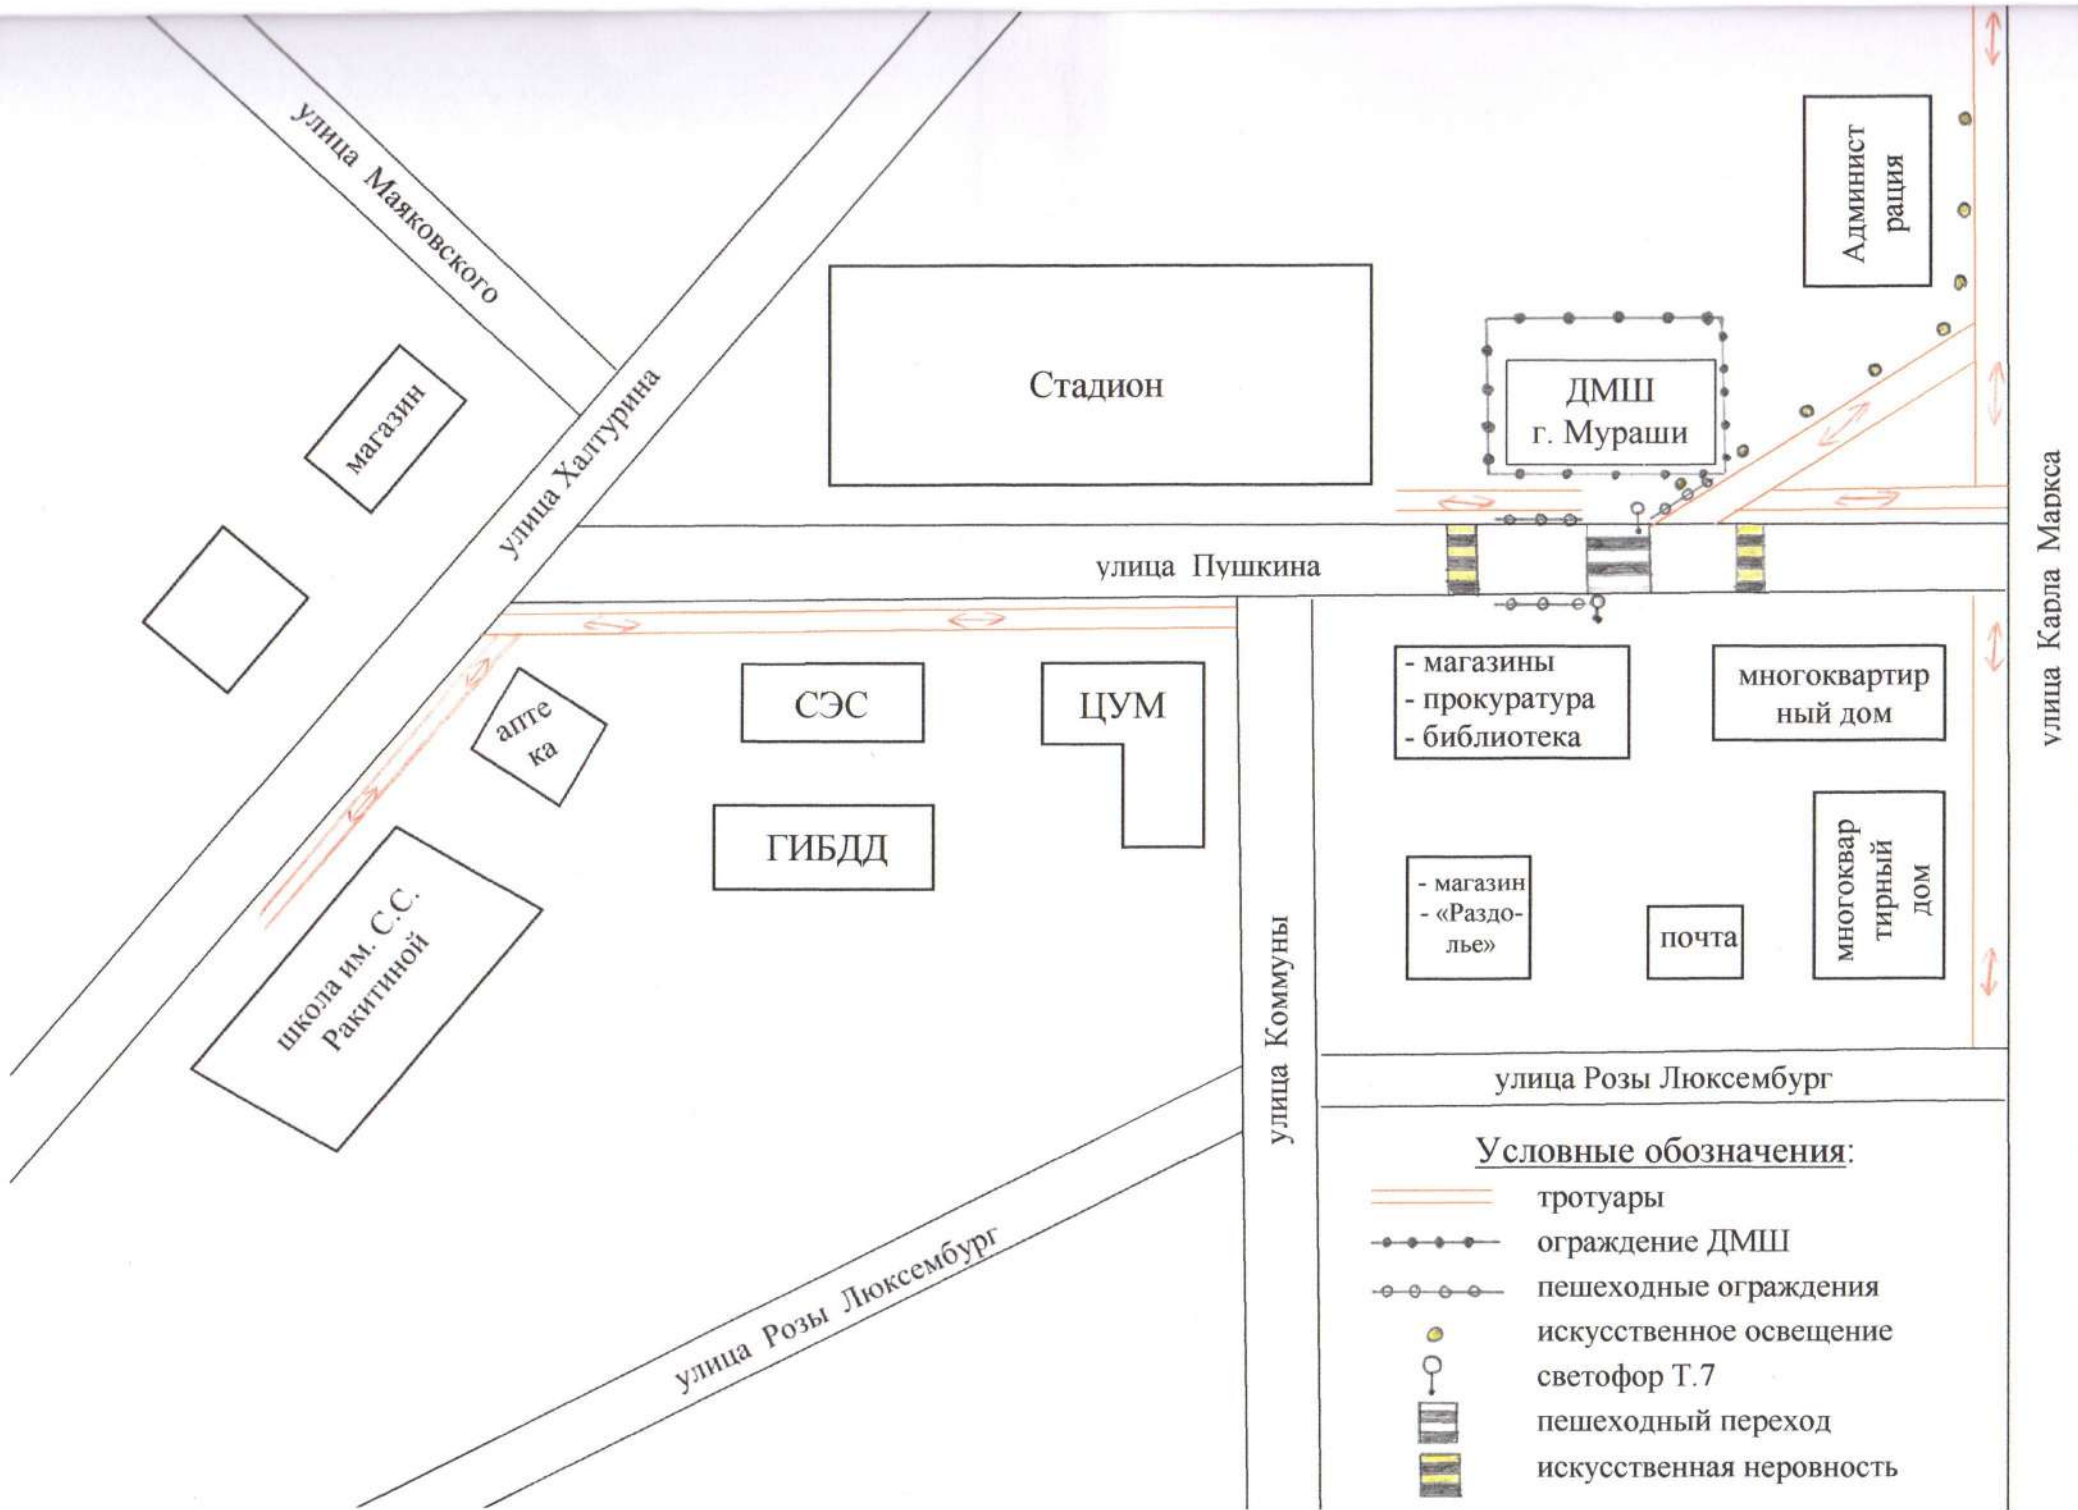 улица Маяковского
Админист
рация
магазин
улица Халтурина
Стадион
ДМШ
г. Мураши
улица Карла Маркса
улица Пушкина
апте
ка
СЭС
ЦУМ
- магазины
- прокуратура
- библиотека
многоквартир
ный дом
ГИБДД
школа им. С.С.
Ракитиной
- магазин
- «Раздо-
лье»
почта
многоквар
тирный
дом
улица Коммуны
улица Розы Люксембург
улица Розы Люксембург
Условные обозначения:
тротуары
ограждение ДМШ
пешеходные ограждения
искусственное освещение
светофор Т.7
пешеходный переход
искусственная неровность